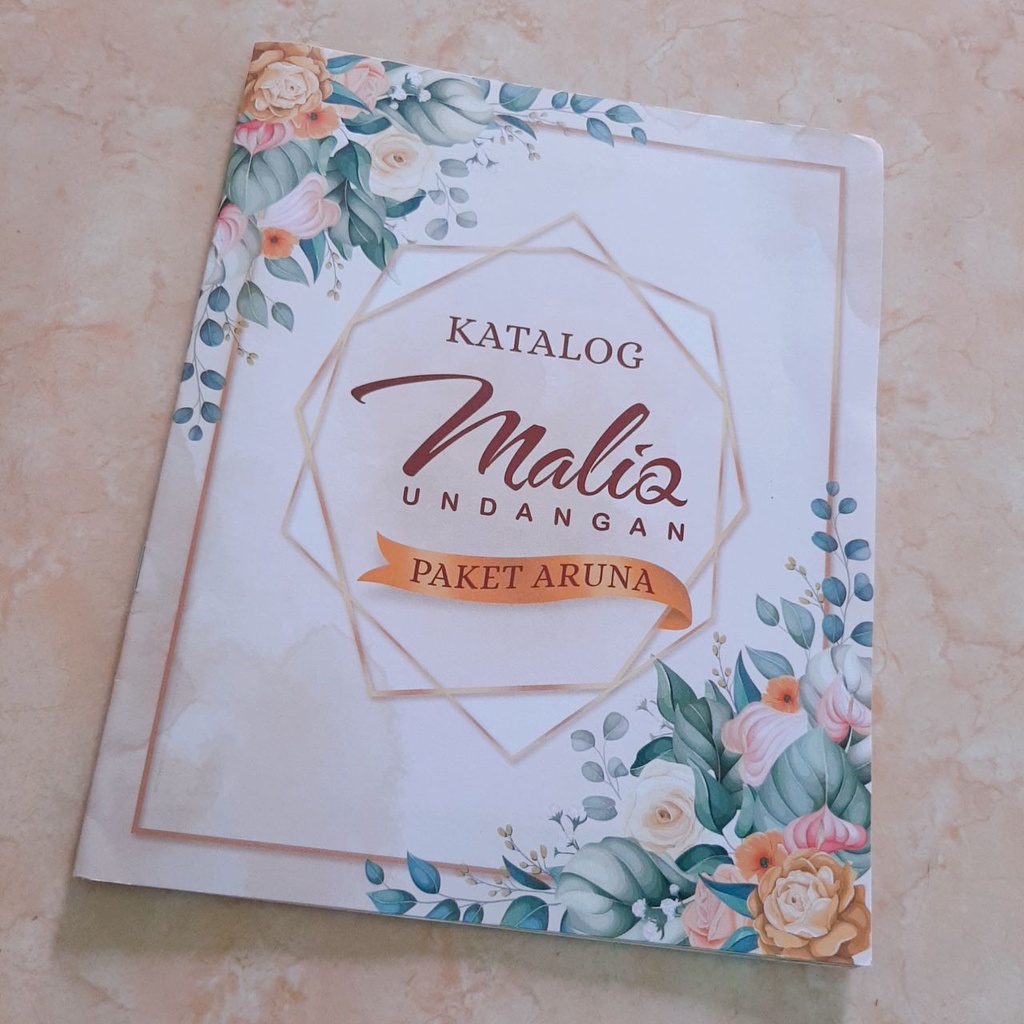 KATALOG
Maliq
UNDANGAN
PAKET ARUNA